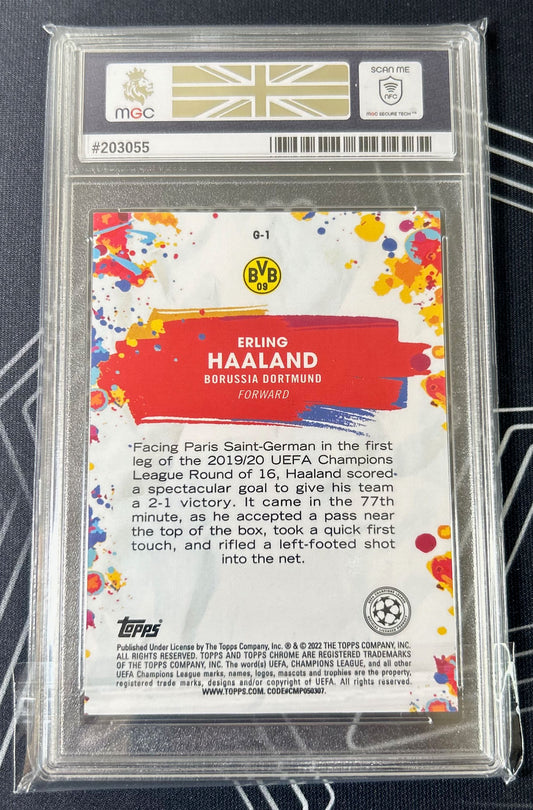 MGC
SCAN ME
NFC
MGC SECURE TECH™
#203055
G-1
BVB
09
ERLING
HAALAND
BORUSSIA DORTMUND
FORWARD
Facing Paris Saint-German in the first
leg of the 2019/20 UEFA Champions
League Round of 16, Haaland scored
a spectacular goal to give his team
a 2-1 victory. It came in the 77th
minute, as he accepted a pass near
the top of the box, took a quick first
touch, and rifled a left-footed shot
into the net.
TOPPS®
Published Under License by The Topps Company, Inc. ® & © 2022 THE TOPPS COMPANY, INC.
ALL RIGHTS RESERVED. TOPPS AND TOPPS CHROME ARE REGISTERED TRADEMARKS
OF THE TOPPS COMPANY, INC. The word(s) UEFA, CHAMPIONS LEAGUE, and all other
UEFA Champions League marks, names, logos, mascots and trophies are the property,
registered trade marks, designs and/or copyright of UEFA. All rights reserved.
WWW.TOPPS.COM. CODE#CMP050307.